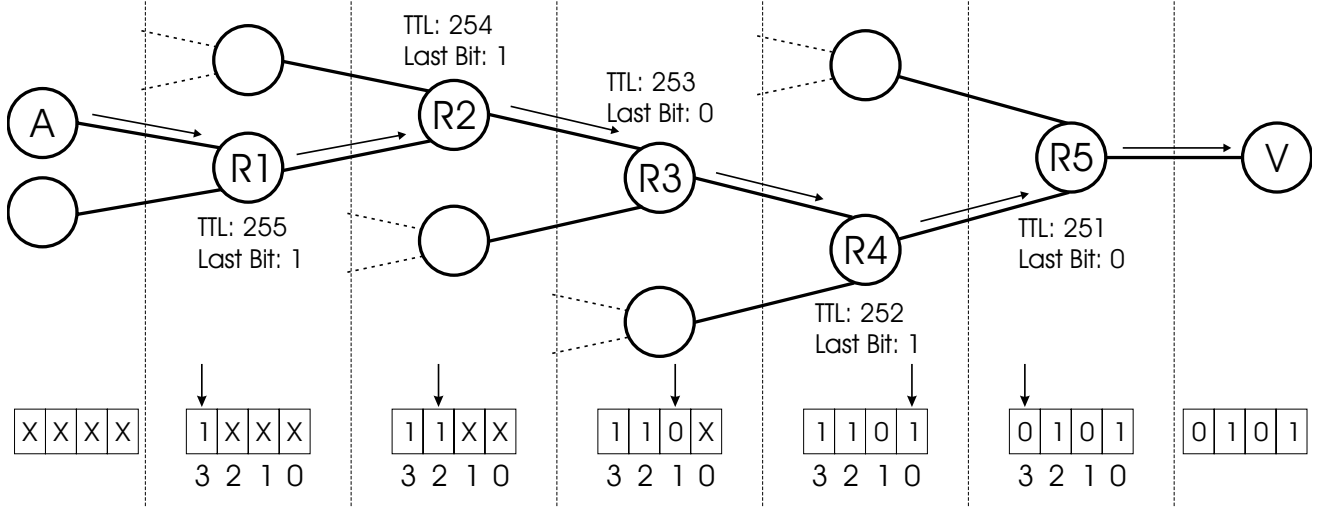 TTL: 254
Last Bit: 1
TTL: 253
Last Bit: 0
A
R1
R2
R3
R4
R5
V
TTL: 255
Last Bit: 1
TTL: 251
Last Bit: 0
TTL: 252
Last Bit: 1
X X X X
1 X X X
1 1 X X
1 1 0 X
1 1 0 1
0 1 0 1
0 1 0 1
3 2 1 0
3 2 1 0
3 2 1 0
3 2 1 0
3 2 1 0